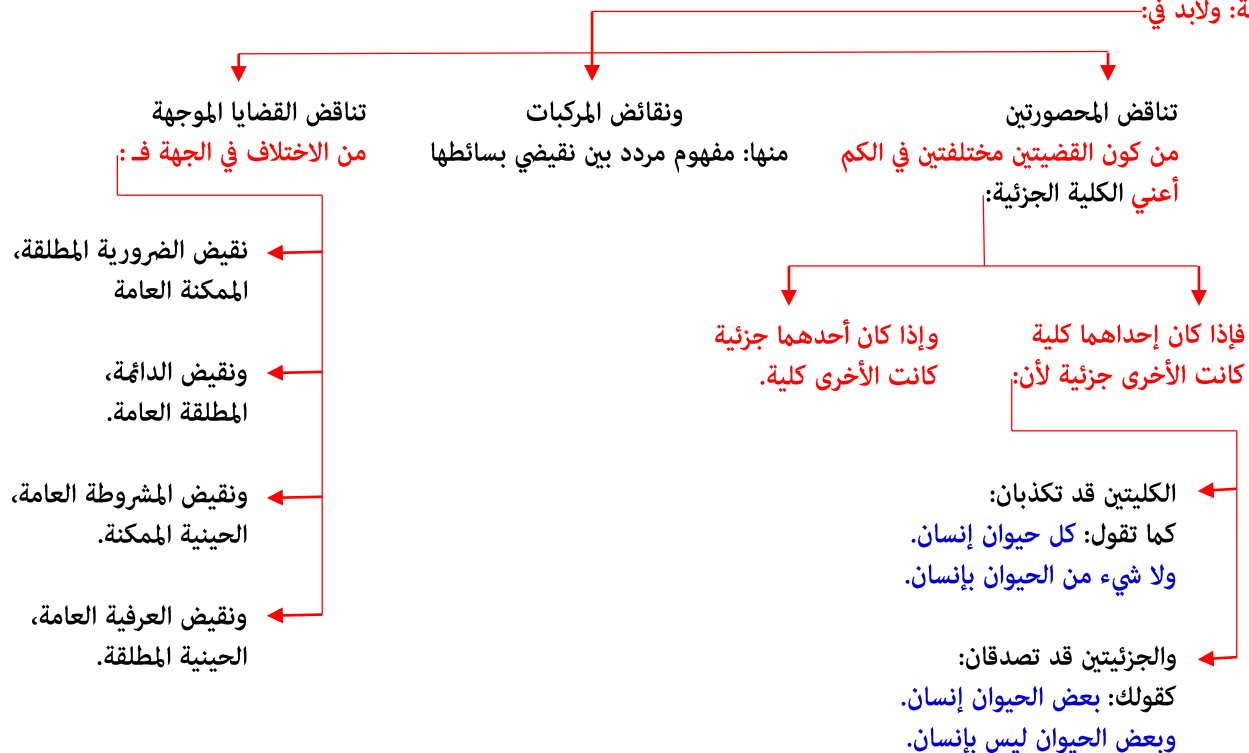 ة: ولابد في:
تناقض المحصورتين
من كون القضيتين مختلفتين في الكم
أعني الكلية الجزئية:
فإذا كان إحداهما كلية
كانت الأخرى جزئية لأن:
الكليتين قد تكذبان:
كما تقول: كل حيوان إنسان.
ولا شيء من الحيوان بإنسان.
والجزئيتين قد تصدقان:
كقولك: بعض الحيوان إنسان.
وبعض الحيوان ليس بإنسان.
وإذا كان أحدهما جزئية
كانت الأخرى كلية.
ونقائض المركبات
منها: مفهوم مردد بين نقيضي بسائطها
تناقض القضايا الموجهة
من الاختلاف في الجهة فـ :
نقيض الضرورية المطلقة،
الممكنة العامة
ونقيض الدائمة،
المطلقة العامة.
ونقيض المشروطة العامة،
الحينية الممكنة.
ونقيض العرفية العامة،
الحينية المطلقة.